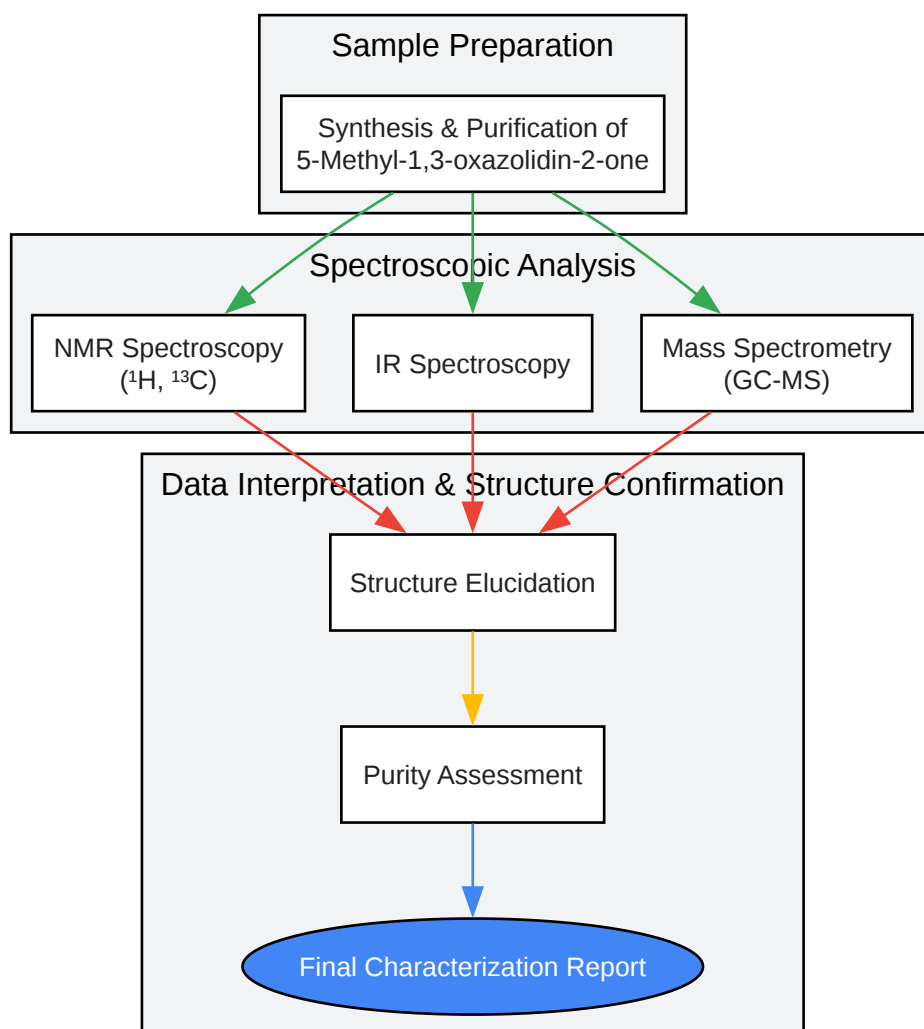 Sample Preparation
Synthesis & Purification of
5-Methyl-1,3-oxazolidin-2-one
Spectroscopic Analysis
NMR Spectroscopy
(¹H, ¹³C)
IR Spectroscopy
Mass Spectrometry
(GC-MS)
Data Interpretation & Structure Confirmation
Structure Elucidation
Purity Assessment
Final Characterization Report